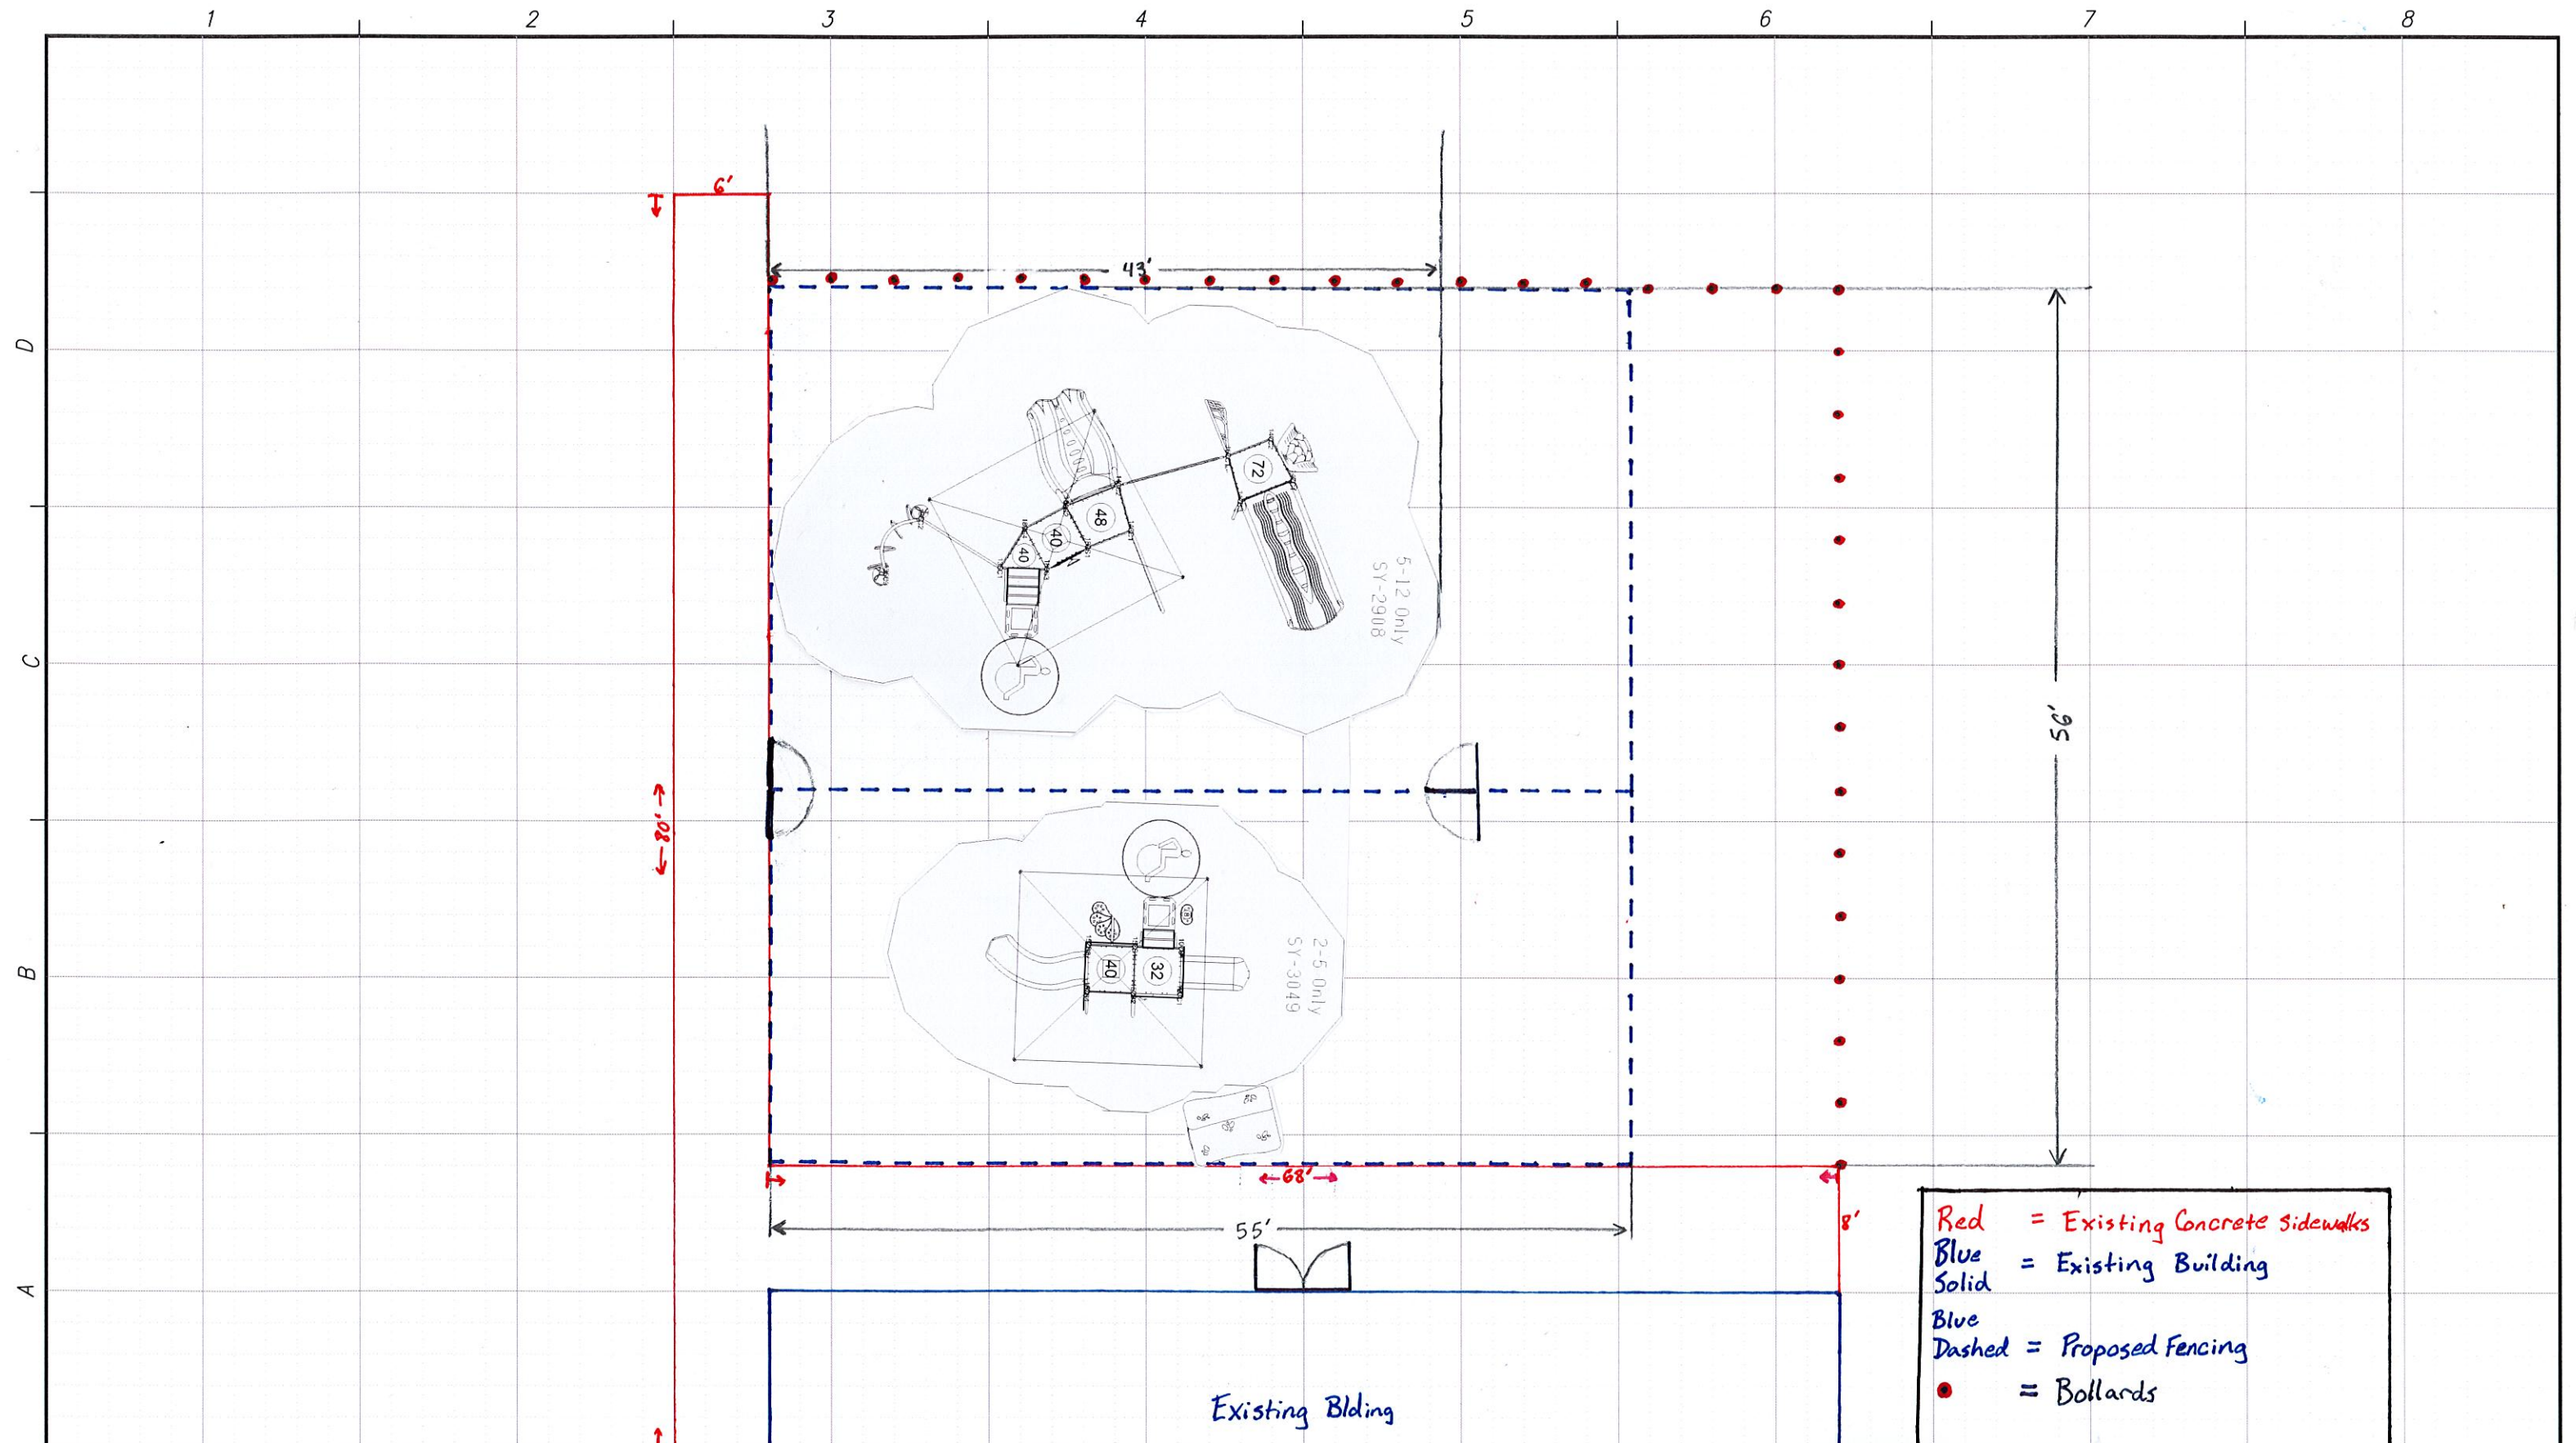 1 2 3 4 5 6 7 8
6'
43'
D
72
48
40
40
5-12 Only
SY-2908
C
56'
80'
40
32
2-5 Only
SY-3049
B
68'
55'
8'
A
Red = Existing Concrete Sidewalks
Blue
Solid = Existing Building
Blue
Dashed = Proposed Fencing
= Bollards
Existing Blding